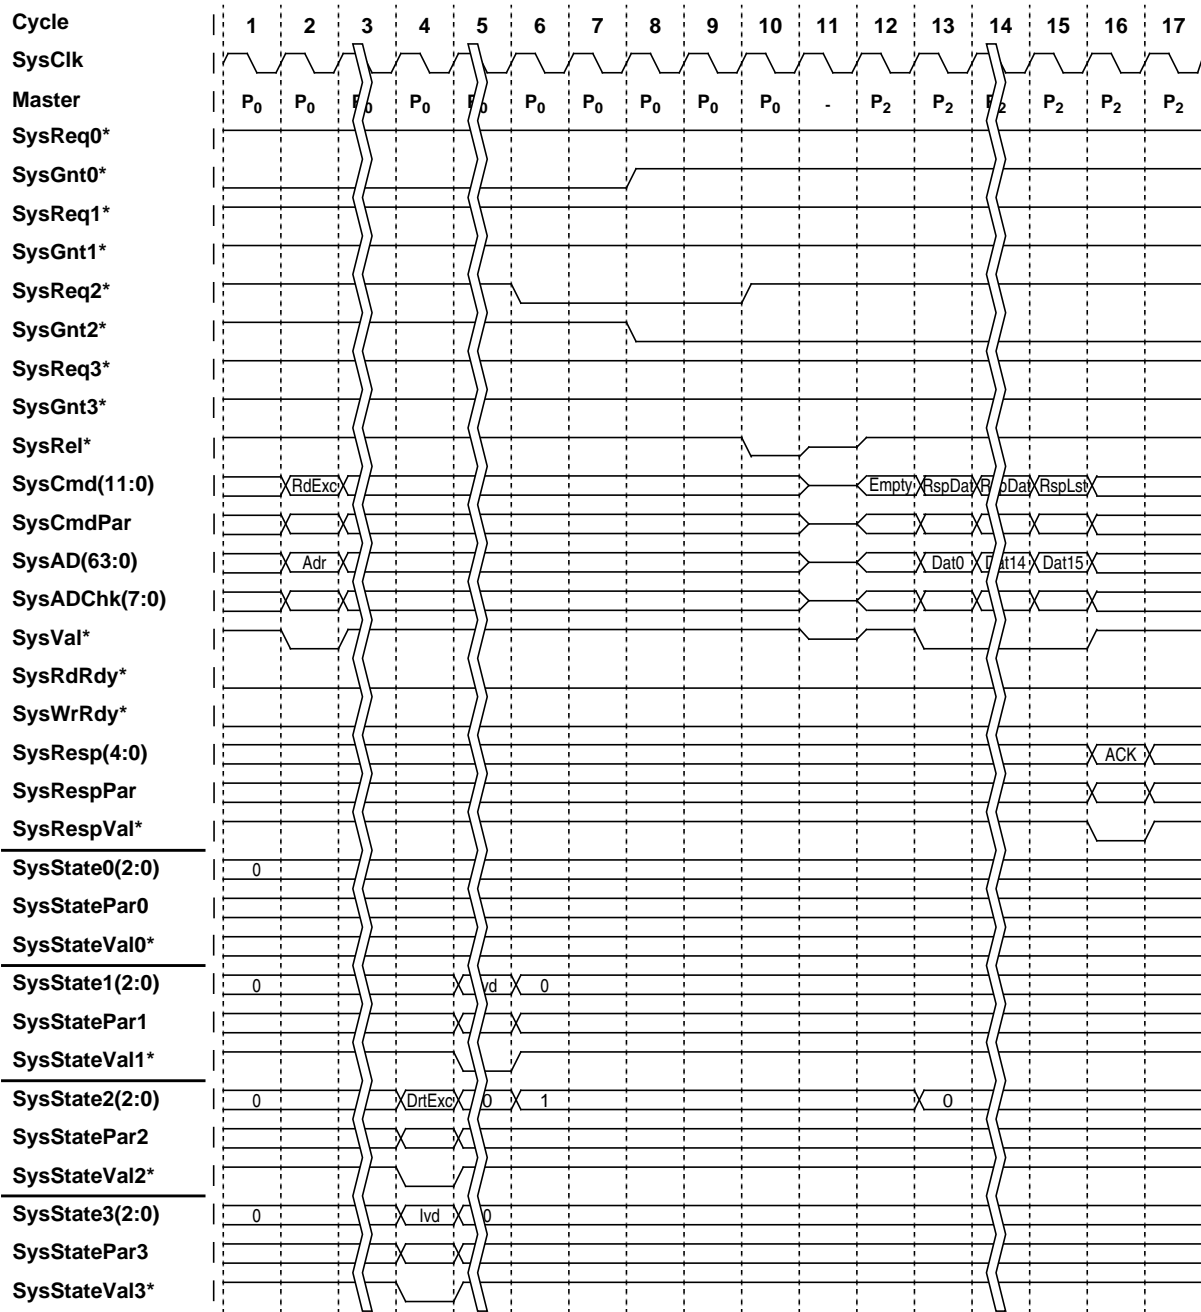 Cycle 1 2 3 4 5 6 7 8 9 10 11 12 13 14 15 16 17
SysClk
Master P0 P0 P0 P0 P0 P0 P0 P0 P0 P0 - P2 P2 P2 P2 P2 P2
SysReq0*
SysGnt0*
SysReq1*
SysGnt1*
SysReq2*
SysGnt2*
SysReq3*
SysGnt3*
SysRel*
SysCmd(11:0) RdExc Empty RspDat RspDat RspLst
SysCmdPar
SysAD(63:0) Adr Dat0 Dat14 Dat15
SysADChk(7:0)
SysVal*
SysRdRdy*
SysWrRdy*
SysResp(4:0) ACK
SysRespPar
SysRespVal*
SysState0(2:0) 0
SysStatePar0
SysStateVal0*
SysState1(2:0) 0 Ivd 0
SysStatePar1
SysStateVal1*
SysState2(2:0) 0 DrtExc 0 1 0
SysStatePar2
SysStateVal2*
SysState3(2:0) 0 Ivd 0
SysStatePar3
SysStateVal3*